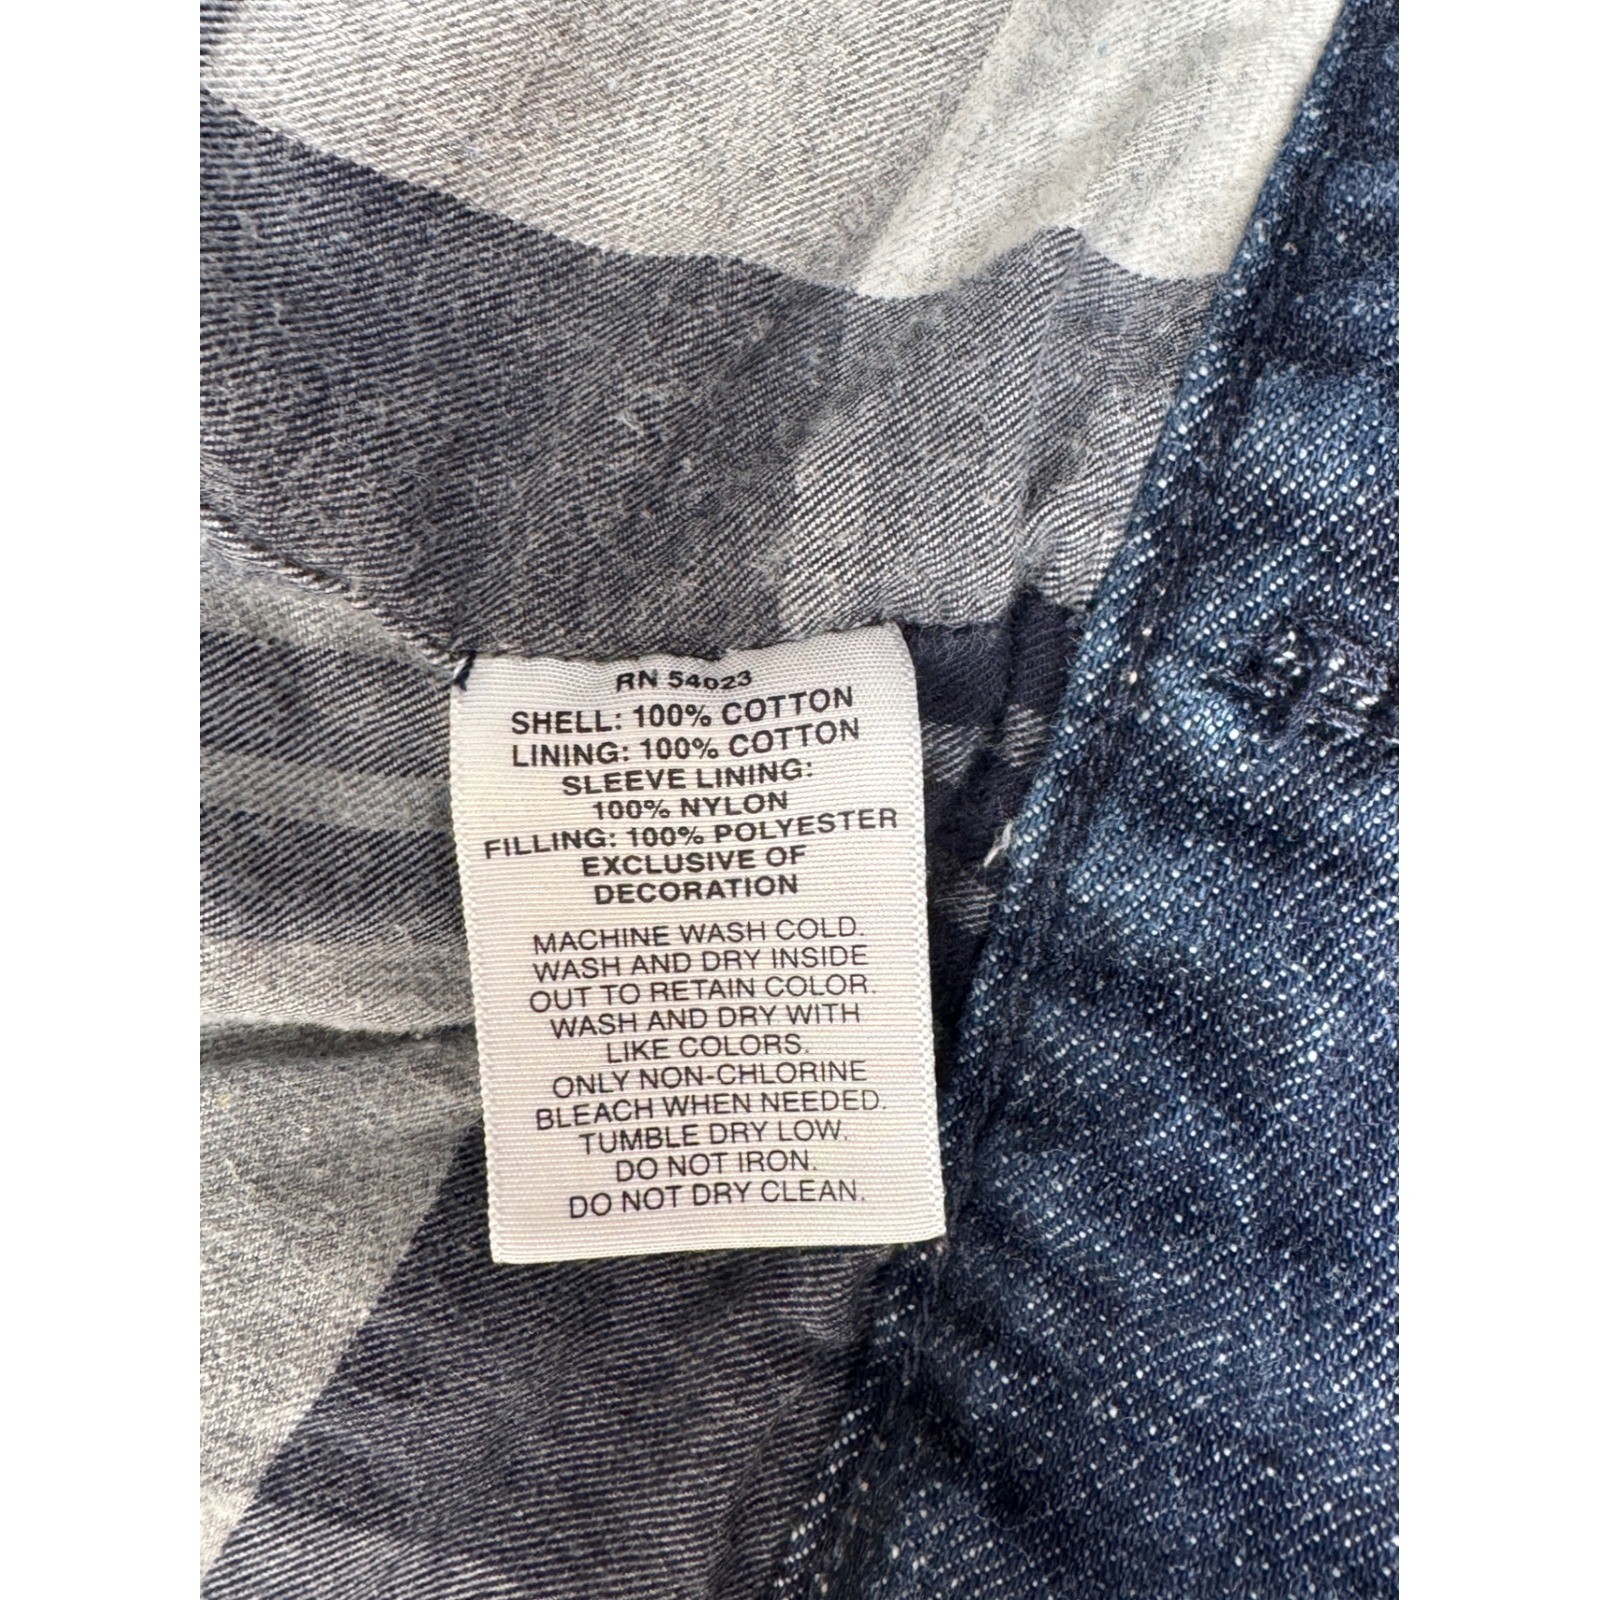 RN 54023
SHELL: 100% COTTON
LINING: 100% COTTON
SLEEVE LINING:
100% NYLON
FILLING: 100% POLYESTER
EXCLUSIVE OF
DECORATION
MACHINE WASH COLD.
WASH AND DRY INSIDE
OUT TO RETAIN COLOR.
WASH AND DRY WITH
LIKE COLORS.
ONLY NON-CHLORINE
BLEACH WHEN NEEDED.
TUMBLE DRY LOW.
DO NOT IRON.
DO NOT DRY CLEAN.